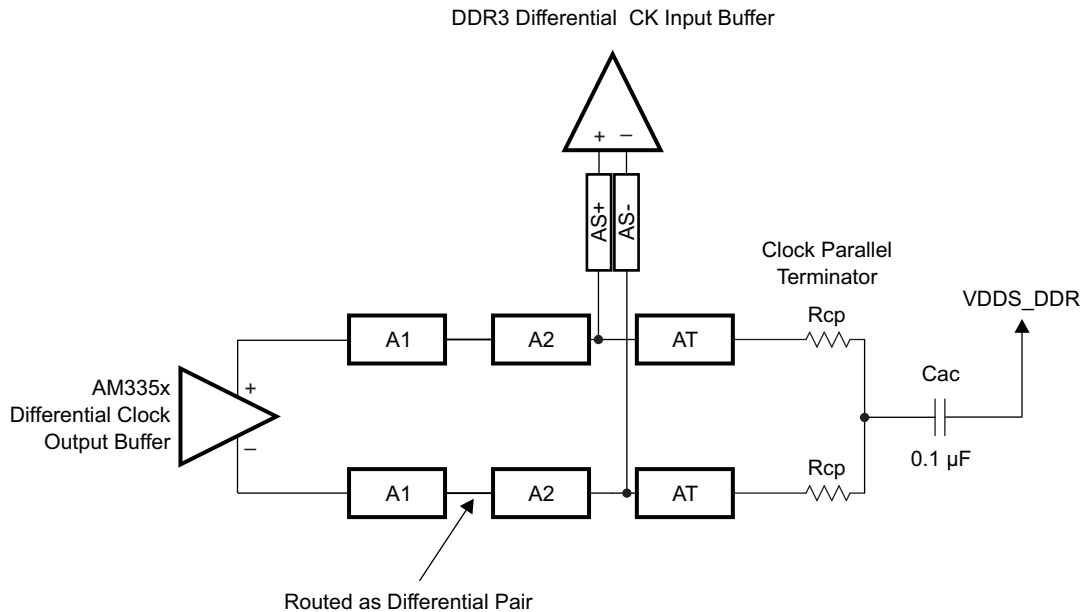 DDR3 Differential CK Input Buffer
+ –
AS+
AS-
Clock Parallel
Terminator
Rcp
VDDS_DDR
A1
A2
AT
AM335x
Differential Clock
Output Buffer
+
–
Cac
0.1 µF
Rcp
A1
A2
AT
Routed as Differential Pair